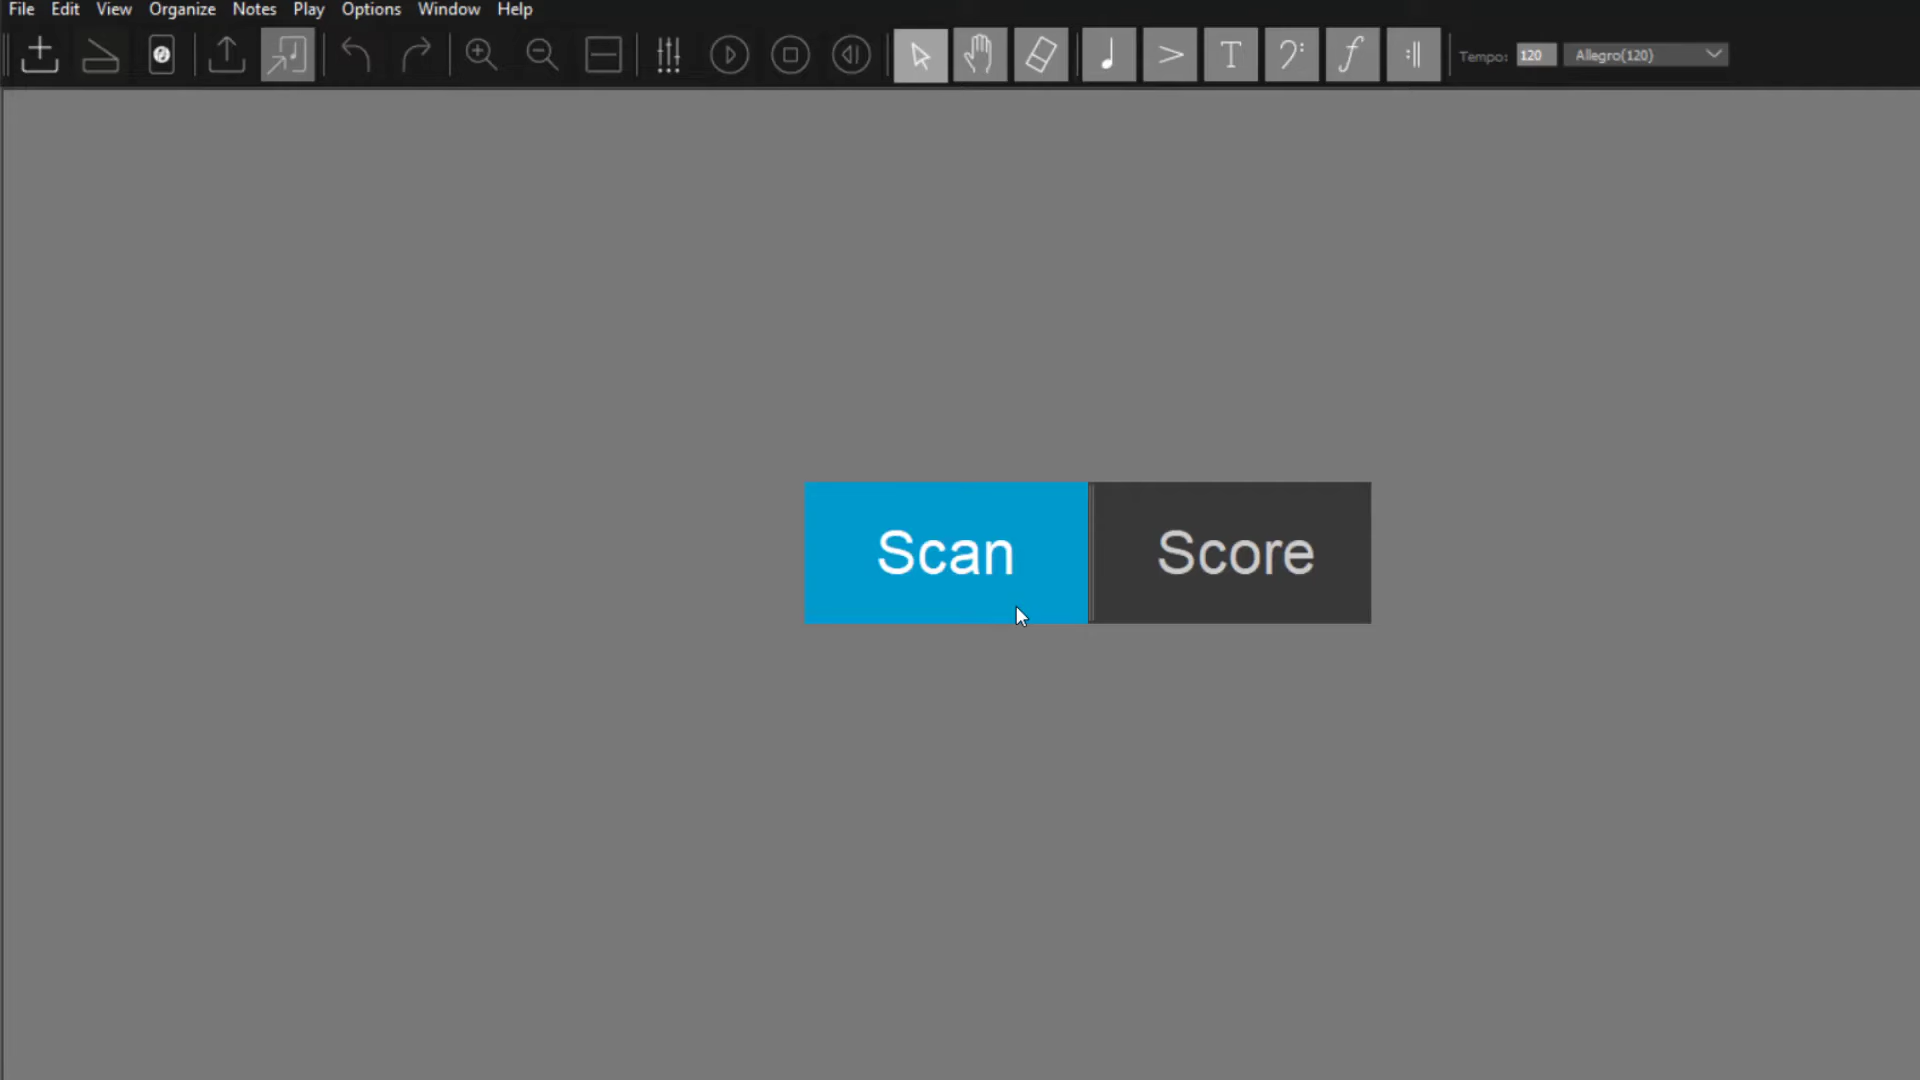 File Edit View Organize Notes Play Options Window Help
T Tempo: 120 Allegro(120)
Scan Score